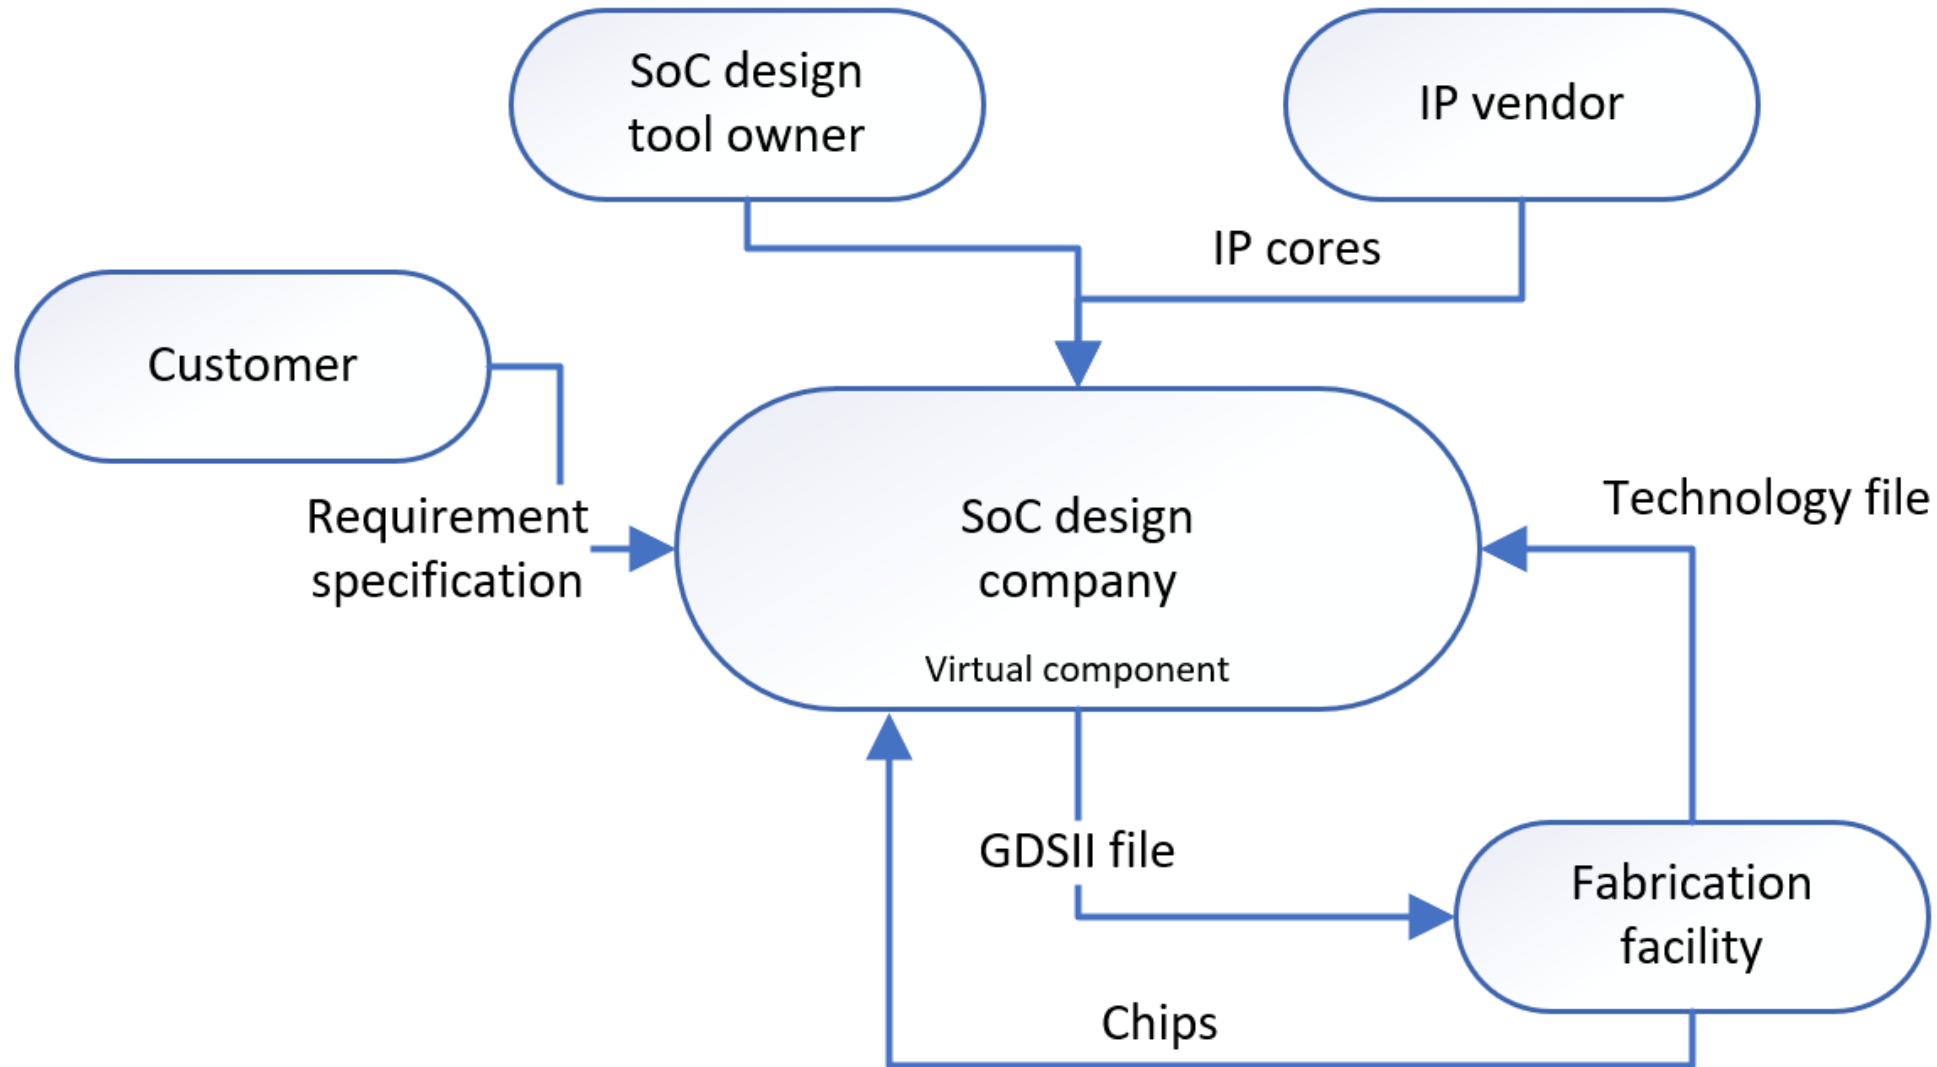 SoC design
tool owner
IP vendor
IP cores
Customer
Requirement
specification
SoC design
company
Virtual component
Technology file
GDSII file
Fabrication
facility
Chips